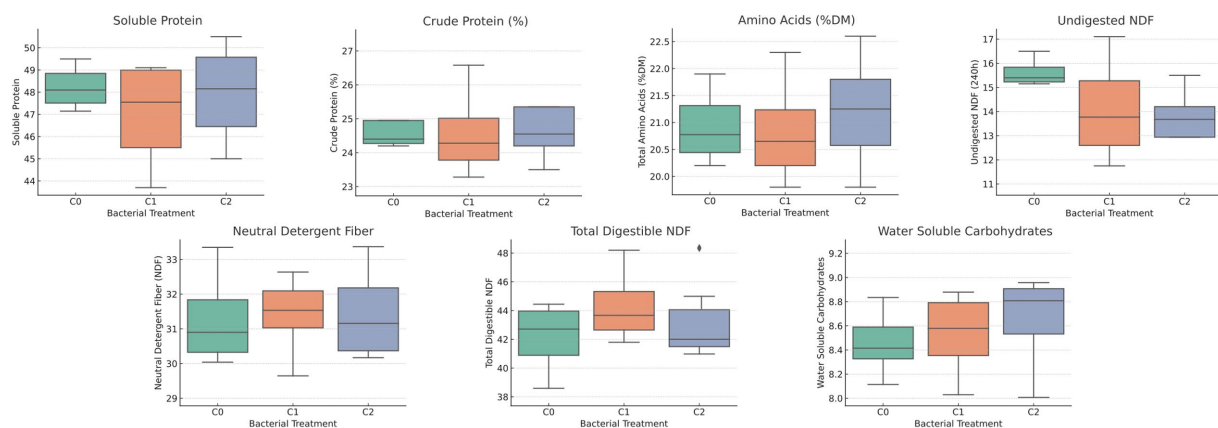 Soluble Protein
Soluble Protein
50
49
48
47
46
45
44
C0
C1
C2
Bacterial Treatment
Crude Protein (%)
Crude Protein (%)
27
26
25
24
23
C0
C1
C2
Bacterial Treatment
Amino Acids (%DM)
Total Amino Acids (%DM)
22.5
22.0
21.5
21.0
20.5
20.0
C0
C1
C2
Bacterial Treatment
Undigested NDF
Undigested NDF (240h)
17
16
15
14
13
12
11
C0
C1
C2
Bacterial Treatment
Neutral Detergent Fiber
Neutral Detergent Fiber (NDF)
33
32
31
30
29
C0
C1
C2
Bacterial Treatment
Total Digestible NDF
Total Digestible NDF
48
46
44
42
40
38
C0
C1
C2
Bacterial Treatment
Water Soluble Carbohydrates
Water Soluble Carbohydrates
9.2
9.0
8.8
8.6
8.4
8.2
8.0
C0
C1
C2
Bacterial Treatment